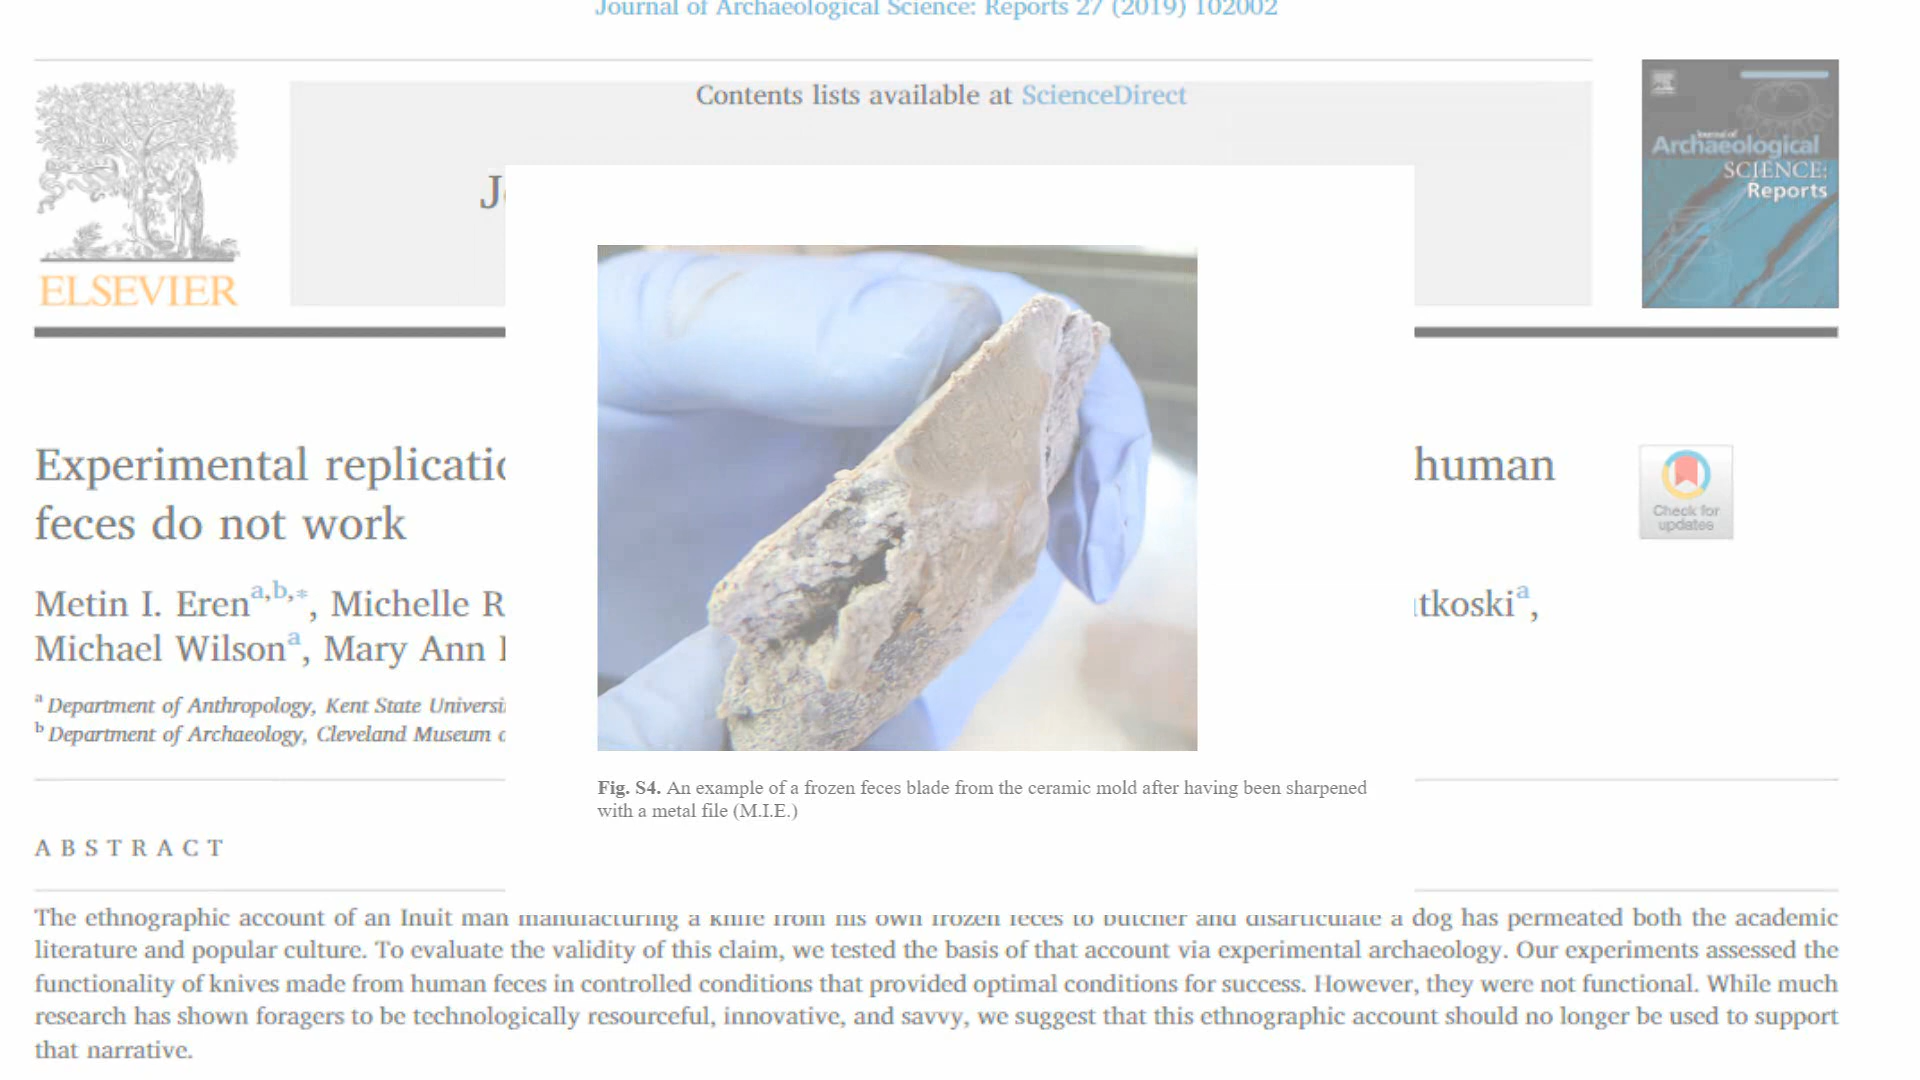 Journal of Archaeological Science: Reports 27 (2019) 102002
Contents lists available at ScienceDirect
Journal of
Archaeological
SCIENCE:
Reports
ELSEVIER
Experimental human
feces do not work
Check for
updates
Metin I. Eren a,b,*, Michelle
Michael Wilson a, Mary Ann
a Department of Anthropology, Kent State
b Department of Archaeology, Cleveland Museum
Fig. S4. An example of a frozen feces blade from the ceramic mold after having been sharpened
with a metal file (M.I.E.)
ABSTRACT
The ethnographic account of an Inuit man manufacturing a knife from his own frozen feces to butcher and disarticulate a dog has permeated both the academic
literature and popular culture. To evaluate the validity of this claim, we tested the basis of that account via experimental archaeology. Our experiments assessed the
functionality of knives made from human feces in controlled conditions that provided optimal conditions for success. However, they were not functional. While much
research has shown foragers to be technologically resourceful, innovative, and savvy, we suggest that this ethnographic account should no longer be used to support
that narrative.